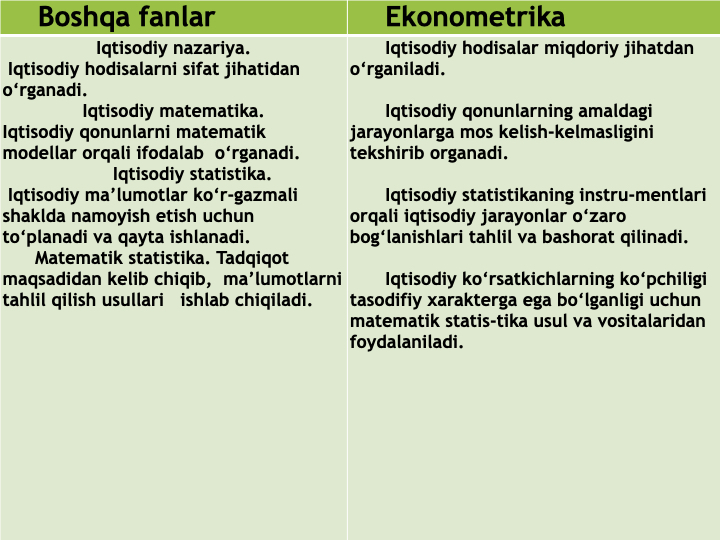 Boshqa fanlar
Iqtisodiy nazariya.
Iqtisodiy hodisalarni sifat jihatidan
o‘rganadi.
Iqtisodiy matematika.
Iqtisodiy qonunlarni matematik
modellar orqali ifodalab o‘rganadi.
Iqtisodiy statistika.
Iqtisodiy ma’lumotlar ko‘r-gazmali
shaklda namoyish etish uchun
to‘planadi va qayta ishlanadi.
Matematik statistika. Tadqiqot
maqsadidan kelib chiqib, ma’lumotlarni
tahlil qilish usullari ishlab chiqiladi.
Ekonometrika
Iqtisodiy hodisalar miqdoriy jihatdan
o‘rganiladi.
Iqtisodiy qonunlarning amaldagi
jarayonlarga mos kelish-kelmasligini
tekshirib organadi.
Iqtisodiy statistikaning instru-mentlari
orqali iqtisodiy jarayonlar o‘zaro
bog‘lanishlari tahlil va bashorat qilinadi.
Iqtisodiy ko‘rsatkichlarning ko‘pchiligi
tasodifiy xarakterga ega bo‘lganligi uchun
matematik statis-tika usul va vositalaridan
foydalaniladi.